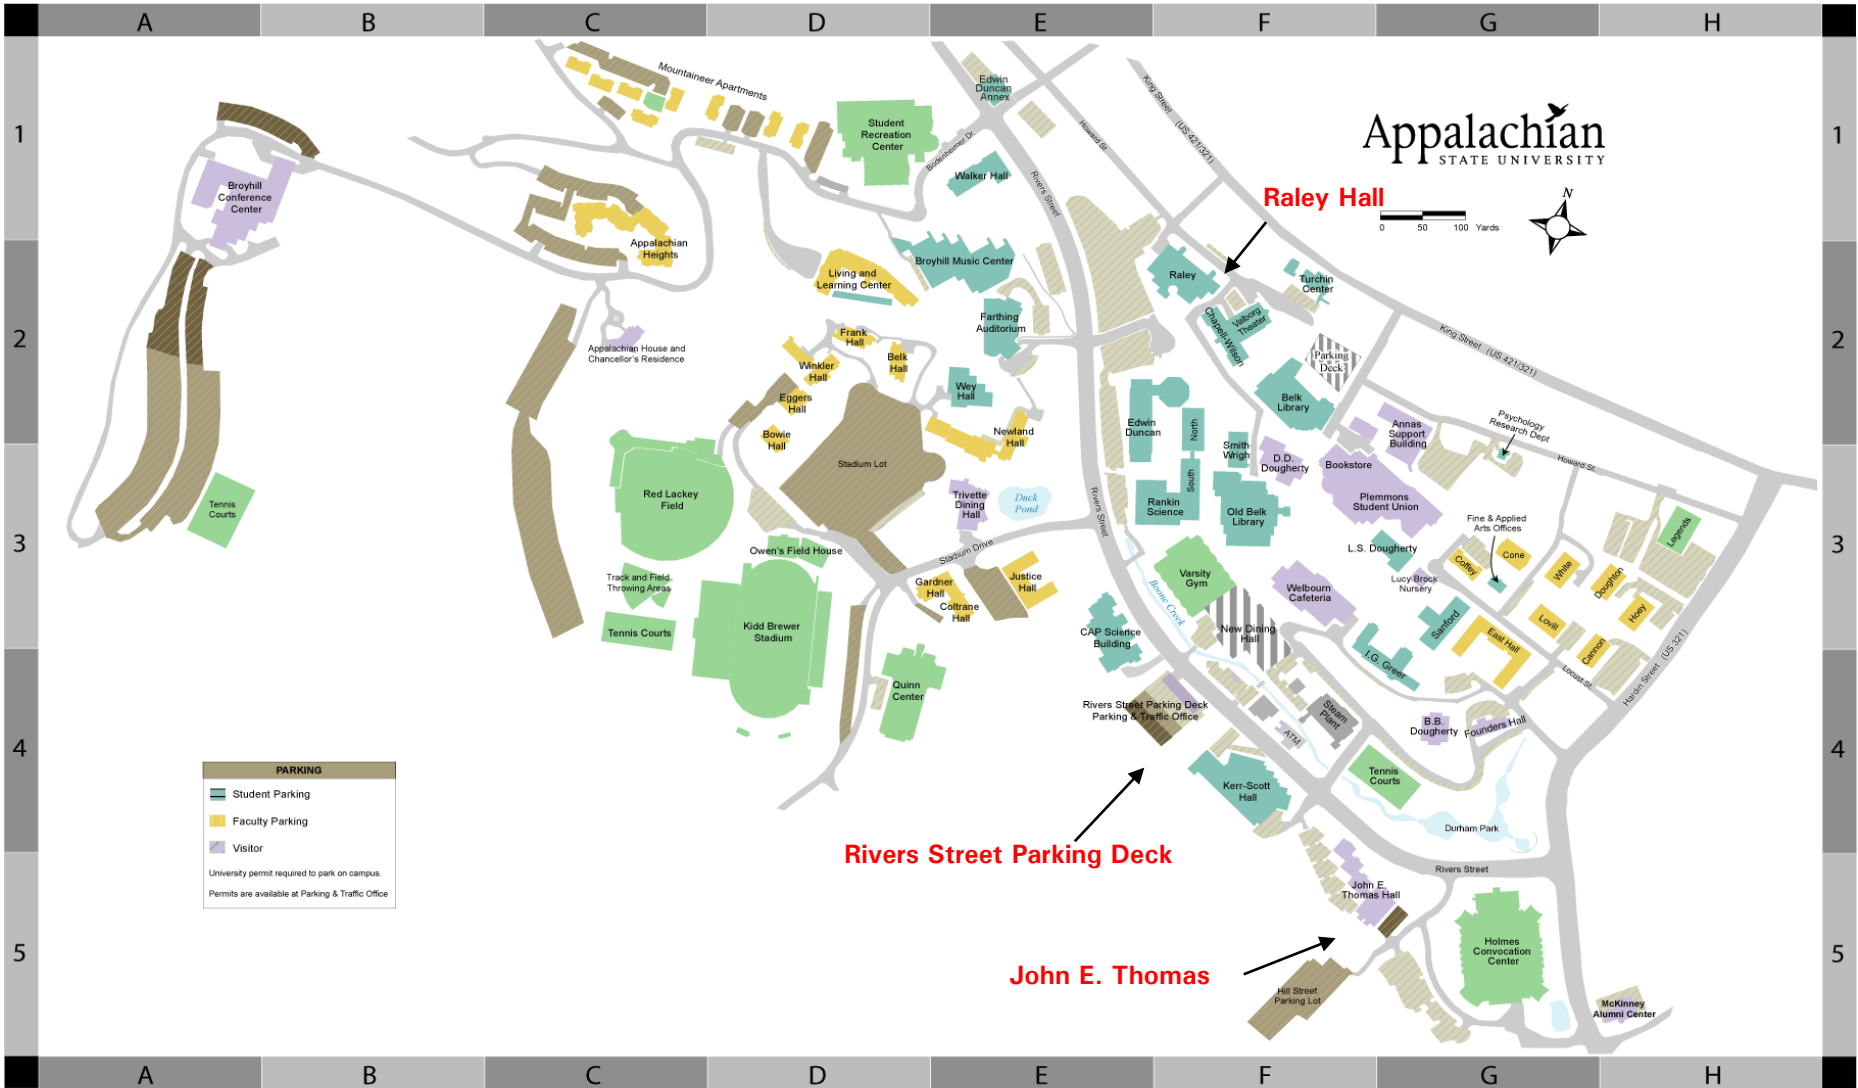 A B C D E F G H
1
2
3
4
5
1
2
3
4
5
A B C D E F G H
Appalachian
STATE UNIVERSITY
N
0 50 100 Yards
Mountaineer Apartments
Student
Recreation
Center
Edwin
Duncan
Annex
King Street
(US 421/321)
Howard St.
Bodenheimer Dr.
Walker Hall
Rivers Street
Broyhill
Conference
Center
Appalachian
Heights
Raley Hall
Living and
Learning Center
Broyhill Music Center
Raley
Turchin
Center
Farthing
Auditorium
Chapell-Wilson
Valborg
Theater
Parking
Deck
King Street (US 421/321)
Appalachian House and
Chancellor's Residence
Frank
Hall
Winkler
Hall
Belk
Hall
Eggers
Hall
Wey
Hall
Bowie
Hall
Newland
Hall
Edwin
Duncan
North
South
Belk
Library
Smith-
Wrigh
D.D.
Dougherty
Annas
Support
Building
Psychology
Research Dept
Howard St.
Bookstore
Plemmons
Student Union
Stadium Lot
Red Lackey
Field
Tennis
Courts
Trivette
Dining
Hall
Duck
Pond
Rivers Street
Rankin
Science
Old Belk
Library
Fine & Applied
Arts Offices
Legends
Owen's Field House
Stadium Drive
L.S. Dougherty
Cone
Coffey
White
Doughton
Hoey
Lovill
Cannon
East Hall
Sanford
Lucy Brock
Nursery
Track and Field
Throwing Areas
Tennis Courts
Kidd Brewer
Stadium
Gardner
Hall
Coltrane
Hall
Justice
Hall
Varsity
Gym
Boone Creek
Welbourn
Cafeteria
New Dining
Hall
CAP Science
Building
I.G. Greer
Locust St.
Hardin Street (US 321)
Quinn
Center
Rivers Street Parking Deck
Parking & Traffic Office
Steam
Plant
ATM
B.B.
Dougherty
Founders Hall
Kerr-Scott
Hall
Tennis
Courts
Durham Park
Rivers Street
Rivers Street Parking Deck
John E.
Thomas Hall
John E. Thomas
Holmes
Convocation
Center
Hill Street
Parking Lot
McKinney
Alumni Center
PARKING
Student Parking
Faculty Parking
Visitor
University permit required to park on campus.
Permits are available at Parking & Traffic Office